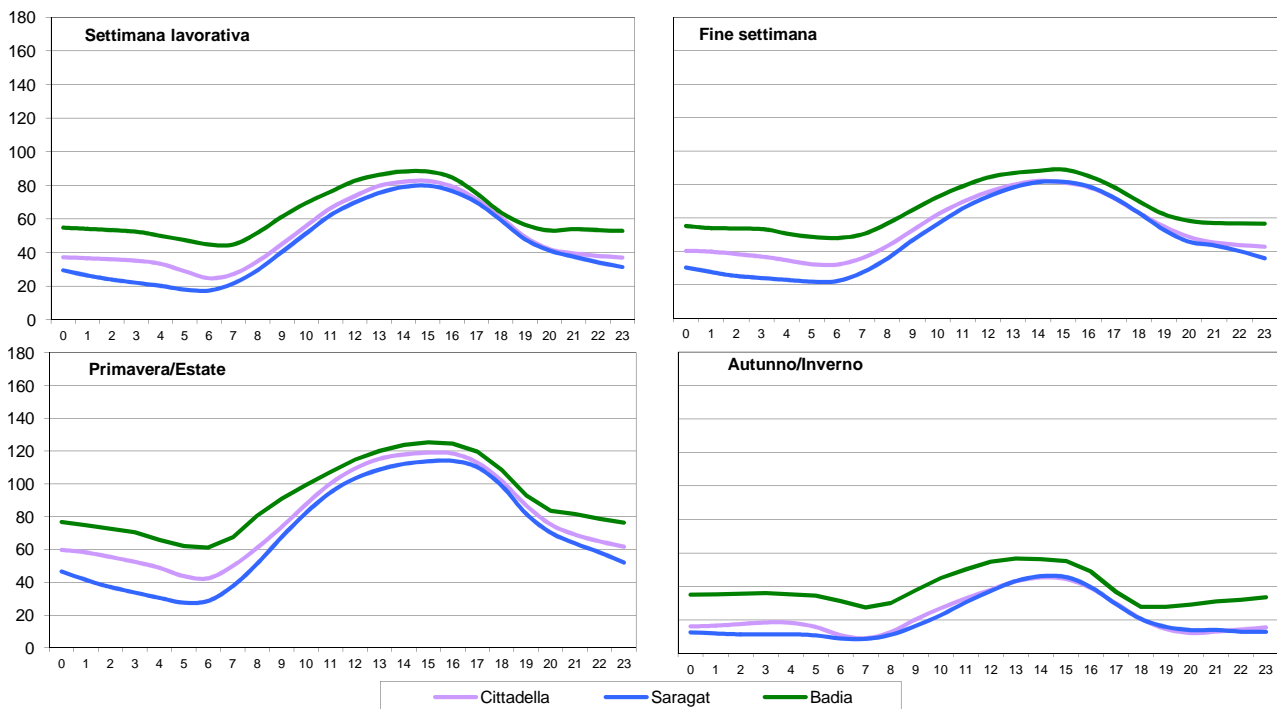 Settimana lavorativa
180
160
140
120
100
80
60
40
20
0
0 1 2 3 4 5 6 7 8 9 10 11 12 13 14 15 16 17 18 19 20 21 22 23
Fine settimana
0 1 2 3 4 5 6 7 8 9 10 11 12 13 14 15 16 17 18 19 20 21 22 23
Primavera/Estate
180
160
140
120
100
80
60
40
20
0
0 1 2 3 4 5 6 7 8 9 10 11 12 13 14 15 16 17 18 19 20 21 22 23
Autunno/Inverno
0 1 2 3 4 5 6 7 8 9 10 11 12 13 14 15 16 17 18 19 20 21 22 23
Cittadella Saragat Badia